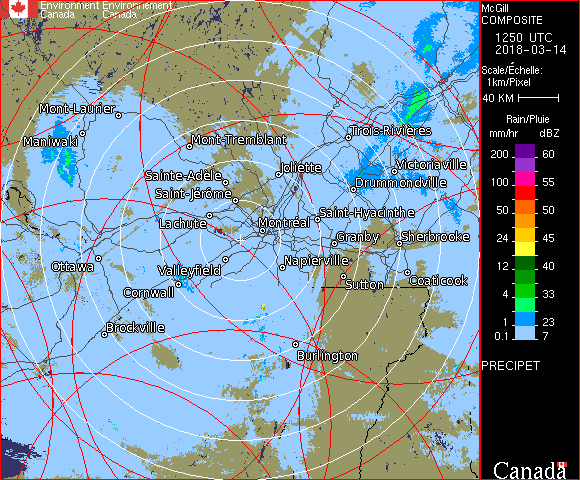 Environment Environnement
Canada Canada
McGill
COMPOSITE
1250 UTC
2018-03-14
Scale/Échelle:
1km/Pixel
40 KM
Rain/Pluie
mm/hr dBZ
200 60
100 55
50 50
24 45
12 40
4 33
1 23
0.1 7
PRECIPET
Canada
Mont-Laurier
Maniwaki
Mont-Tremblant
Trois-Rivières
Joliette
Victoriaville
Sainte-Adèle
Drummondville
Saint-Jérôme
Lachute
Saint-Hyacinthe
Montréal
Granby
Sherbrooke
Ottawa
Valleyfield
Napierville
Cornwall
Sutton
Coaticook
Brockville
Burlington